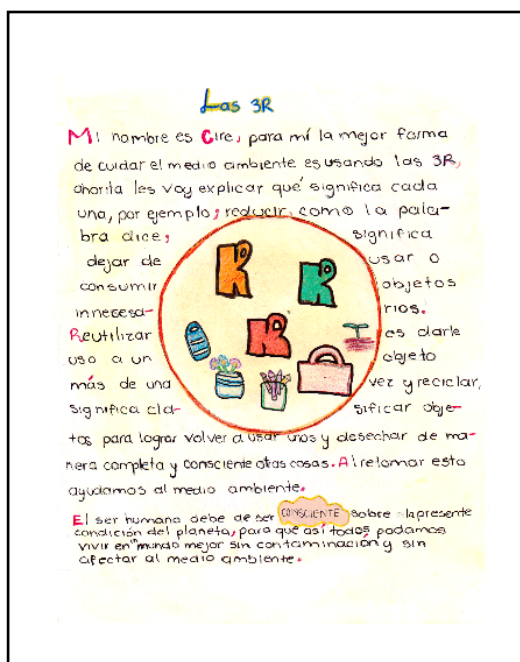 Las 3R
Mi nombre es Cire, para mí la mejor forma
de cuidar el medio ambiente es usando las 3R,
ahorita les voy explicar qué significa cada
una, por ejemplo; reducir, como la pala-
bra dice; significa
dejar de usar o
consumir objetos
innecesa- rios.
Reutilizar es darle
uso a un objeto
más de una vez y reciclar,
significa cla- sificar obje-
tos para lograr volver a usar unos y desechar de ma-
nera completa y consciente otras cosas. Al retomar esto
ayudamos al medio ambiente.
El ser humano debe de ser CONSCIENTE sobre la presente
condición del planeta, para que así todos podamos
vivir en un mundo mejor sin contaminación y sin
afectar al medio ambiente.
R
R
R